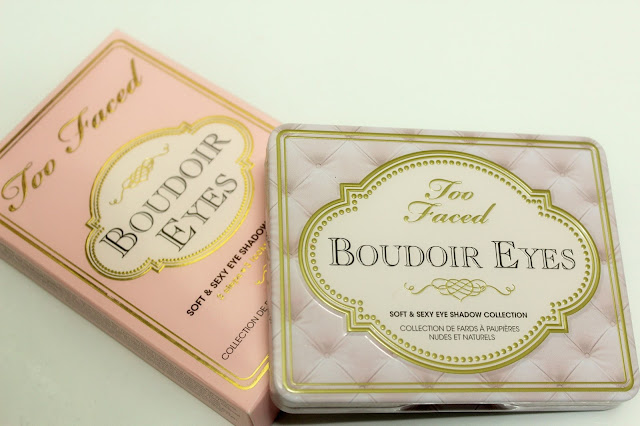 Too Faced
BOUDOIR
EYES
SOFT & SEXY EYE SHADOW
COLLECTION DE
Too
Faced
BOUDOIR EYES
SOFT & SEXY EYE SHADOW COLLECTION
COLLECTION DE FARDS À PAUPIÈRES
NUDES ET NATURELS